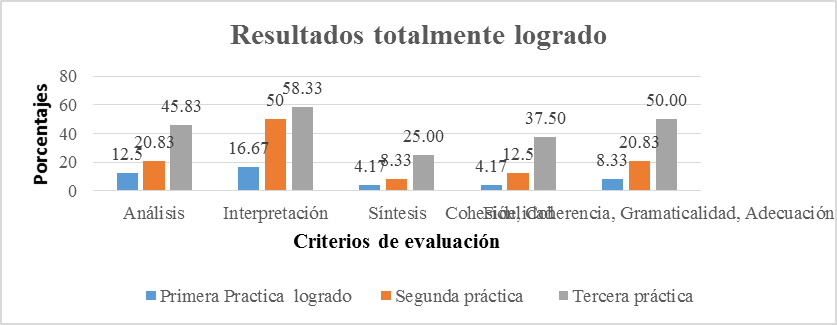 Resultados totalmente logrado
Porcentajes
80
60
40
20
0
12.5
20.83
45.83
16.67
50
58.33
4.17
8.33
25.00
4.17
12.5
37.50
8.33
20.83
50.00
Análisis
Interpretación
Síntesis
Fidelidad
Cohesión, Coherencia, Gramaticalidad, Adecuación
Criterios de evaluación
Primera Practica logrado
Segunda práctica
Tercera práctica